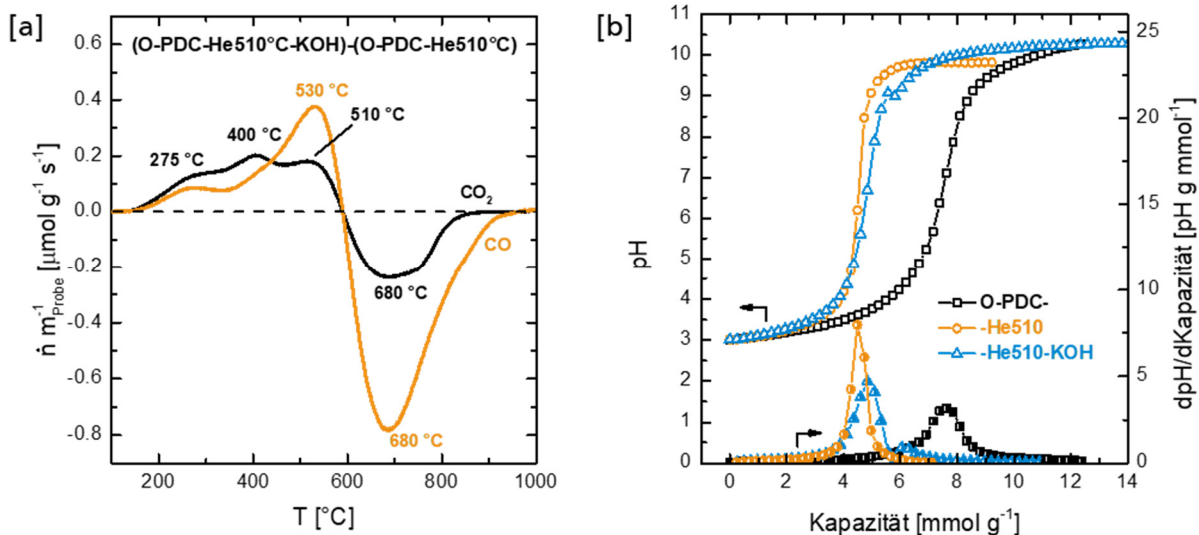 [a]
(O-PDC-He510°C-KOH)-(O-PDC-He510°C)
0.6
0.4
0.2
0.0
-0.2
-0.4
-0.6
-0.8
530 °C
510 °C
400 °C
275 °C
CO₂
CO
680 °C
680 °C
ṅ m⁻¹Probe [µmol g⁻¹ s⁻¹]
200 400 600 800 1000
T [°C]
[b]
11
10
9
8
7
6
5
4
3
2
1
0
pH
O-PDC-
-He510
-He510-KOH
25
20
15
10
5
0
dpH/dKapazität [pH g mmol⁻¹]
0 2 4 6 8 10 12 14
Kapazität [mmol g⁻¹]